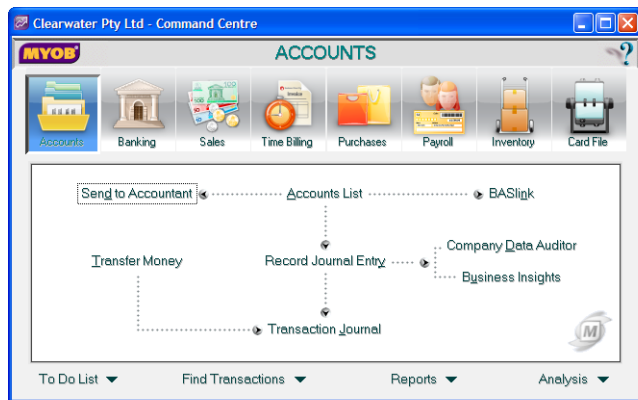 Clearwater Pty Ltd - Command Centre
MYOB ACCOUNTS ?
Accounts Banking Sales Time Billing Purchases Payroll Inventory Card File
Send to Accountant Accounts List BASlink
Company Data Auditor
Transfer Money Record Journal Entry
Business Insights
Transaction Journal
M
To Do List Find Transactions Reports Analysis